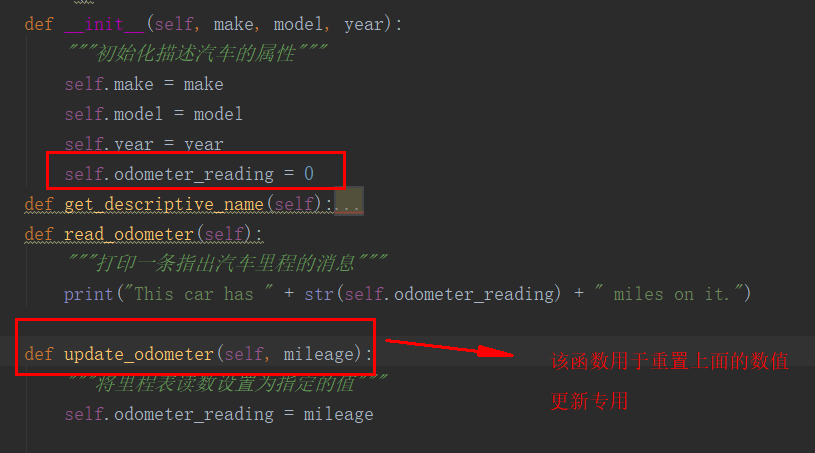 def __init__(self, make, model, year):
"""初始化描述汽车的属性"""
self.make = make
self.model = model
self.year = year
self.odometer_reading = 0
def get_descriptive_name(self):...
def read_odometer(self):
"""打印一条指出汽车里程的消息"""
print("This car has " + str(self.odometer_reading) + " miles on it.")
def update_odometer(self, mileage):
"""将里程表读数设置为指定的值"""
self.odometer_reading = mileage
该函数用于重置上面的数值
更新专用